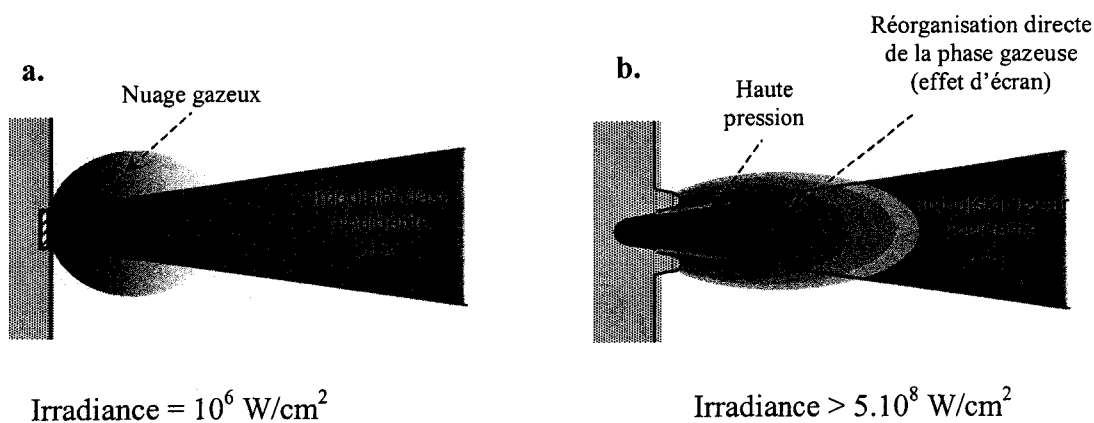 a.
Nuage gazeux
Irradiance = 10⁶ W/cm²
b.
Haute
pression
Réorganisation directe
de la phase gazeuse
(effet d'écran)
Irradiance > 5.10⁸ W/cm²